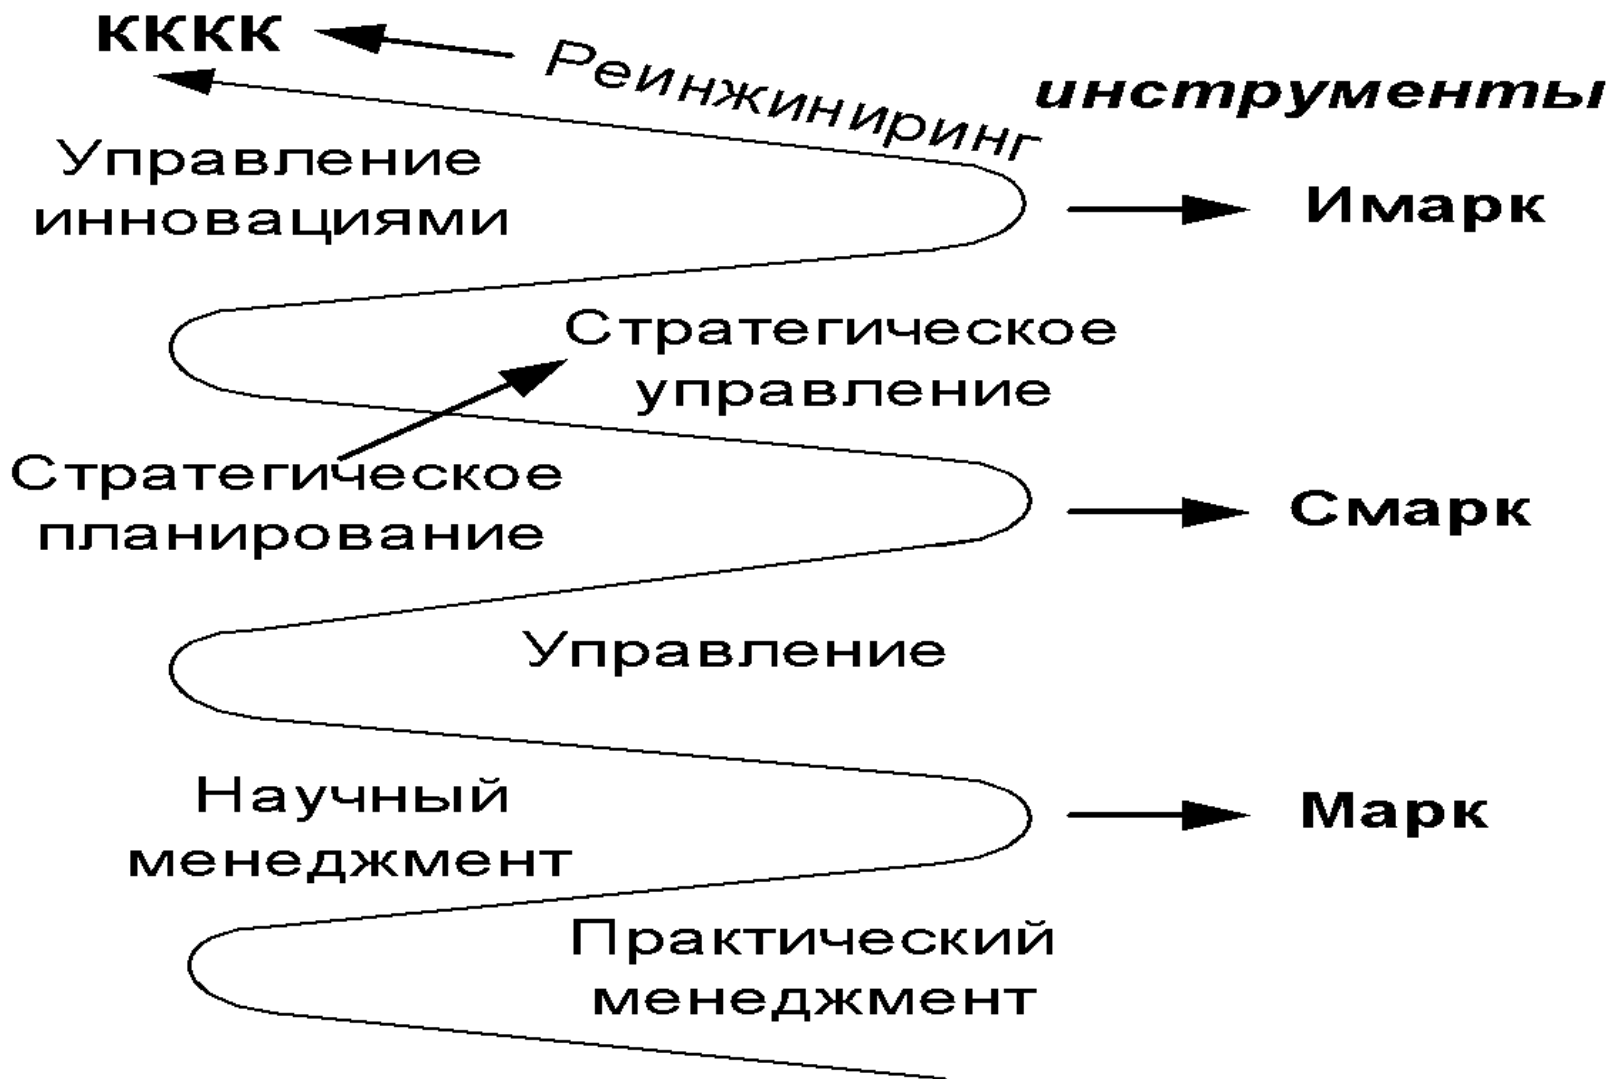 КККК
Реинжиниринг
инструменты
Управление
инновациями
Имарк
Стратегическое
управление
Стратегическое
планирование
Смарк
Управление
Научный
менеджмент
Марк
Практический
менеджмент